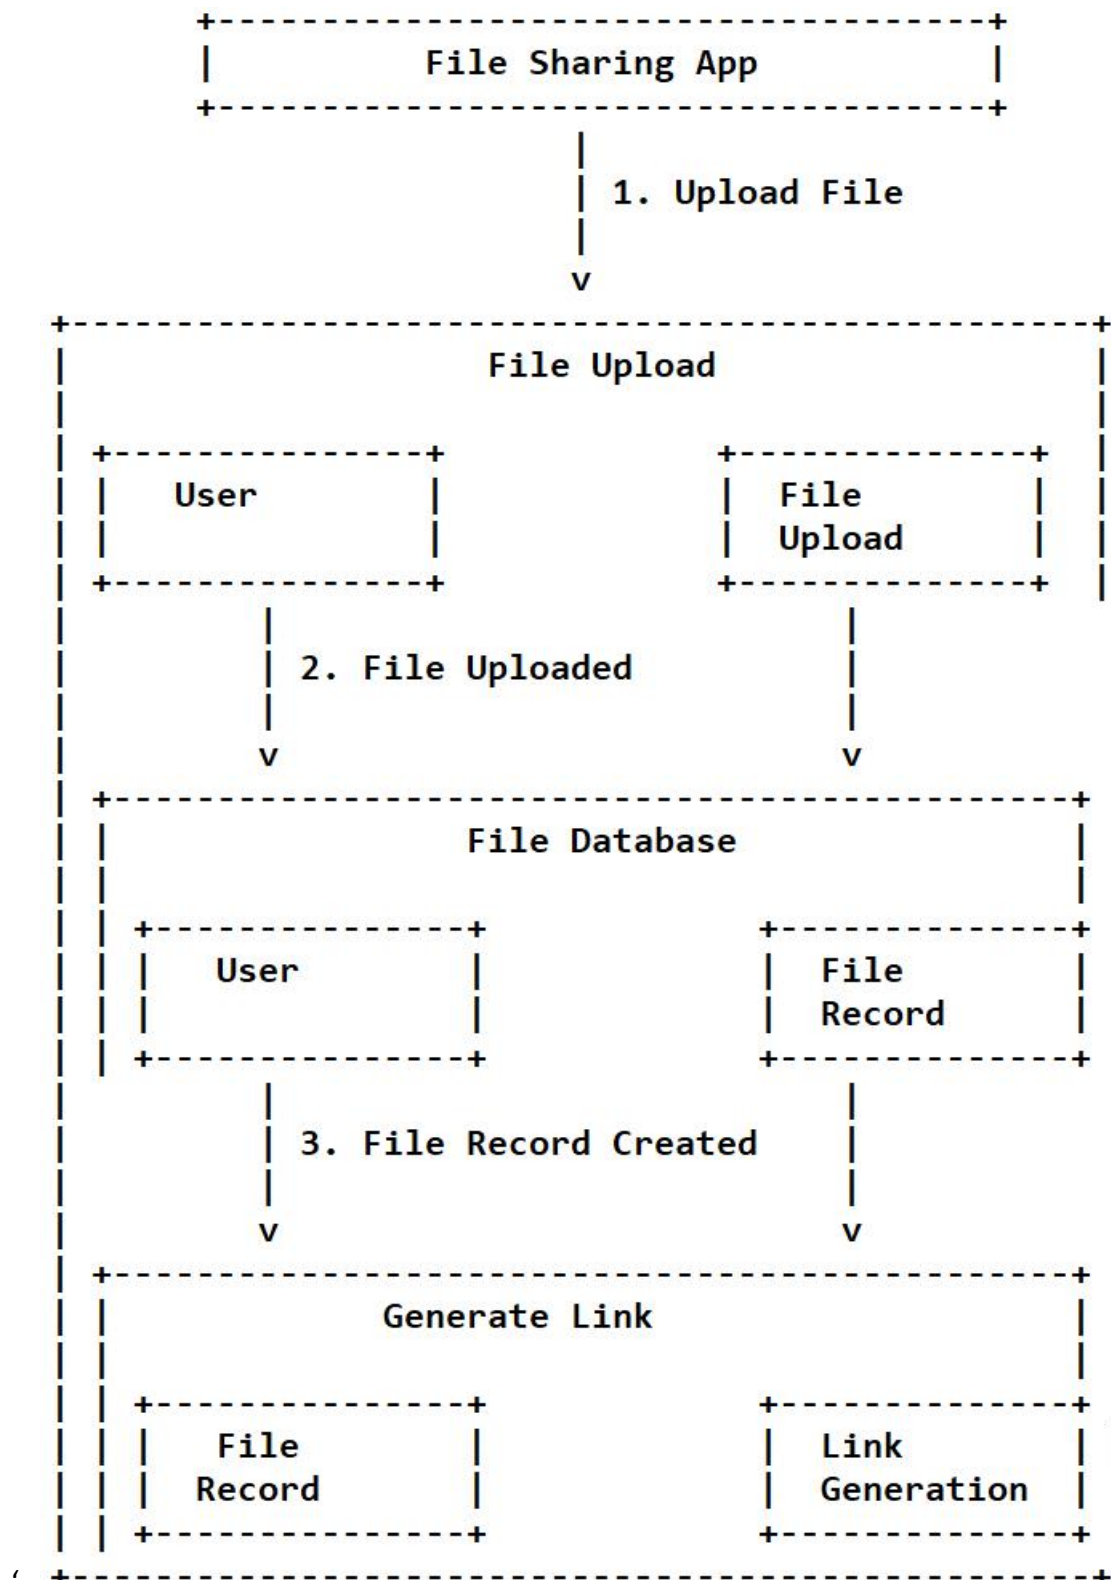 File Sharing App
1. Upload File
v
File Upload
User File
Upload
2. File Uploaded
v v
File Database
User File
Record
3. File Record Created
v v
Generate Link
File Link
Record Generation